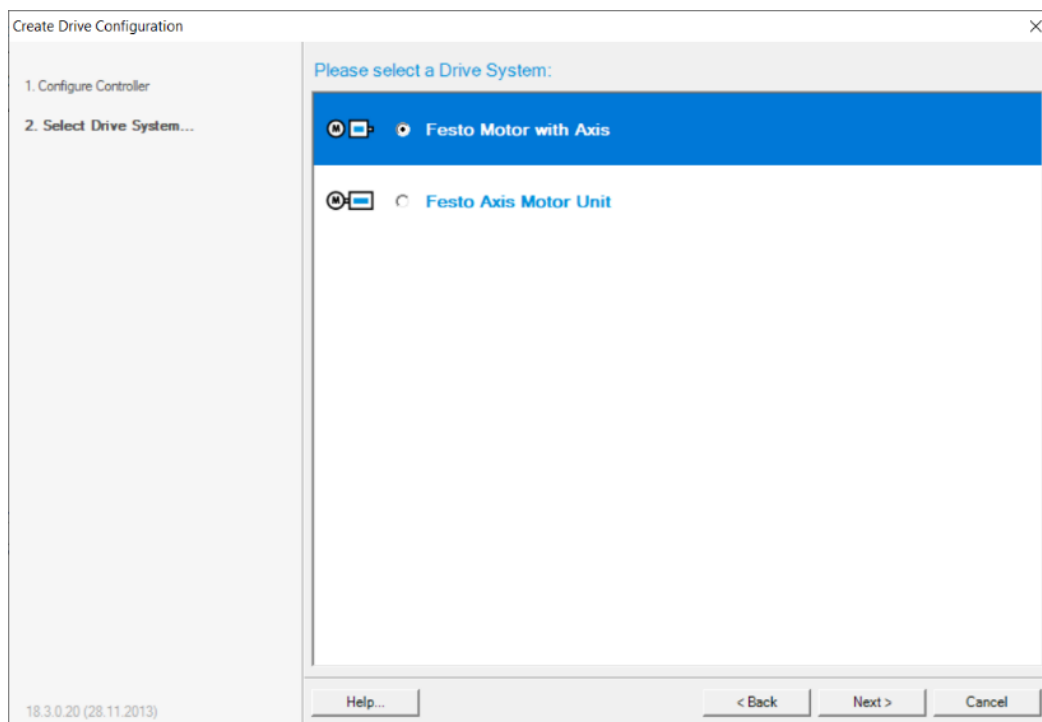 Create Drive Configuration
1. Configure Controller
2. Select Drive System...
Please select a Drive System:
M Festo Motor with Axis
M Festo Axis Motor Unit
18.3.0.20 (28.11.2013)
Help... < Back Next > Cancel